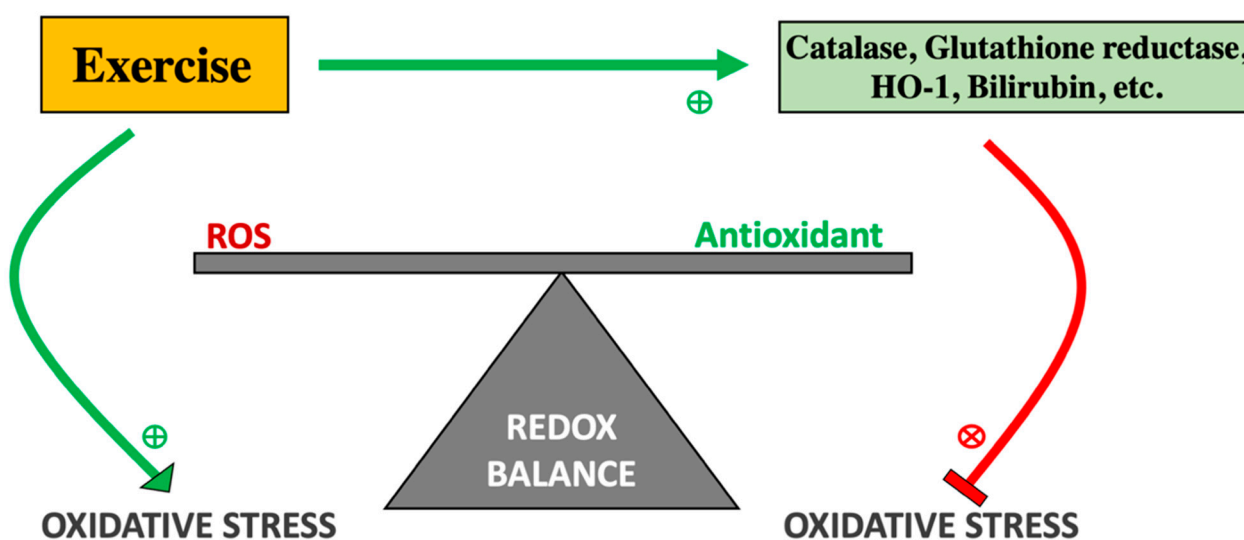 Exercise
Catalase, Glutathione reductase,
HO-1, Bilirubin, etc.
ROS
Antioxidant
REDOX
BALANCE
OXIDATIVE STRESS
OXIDATIVE STRESS